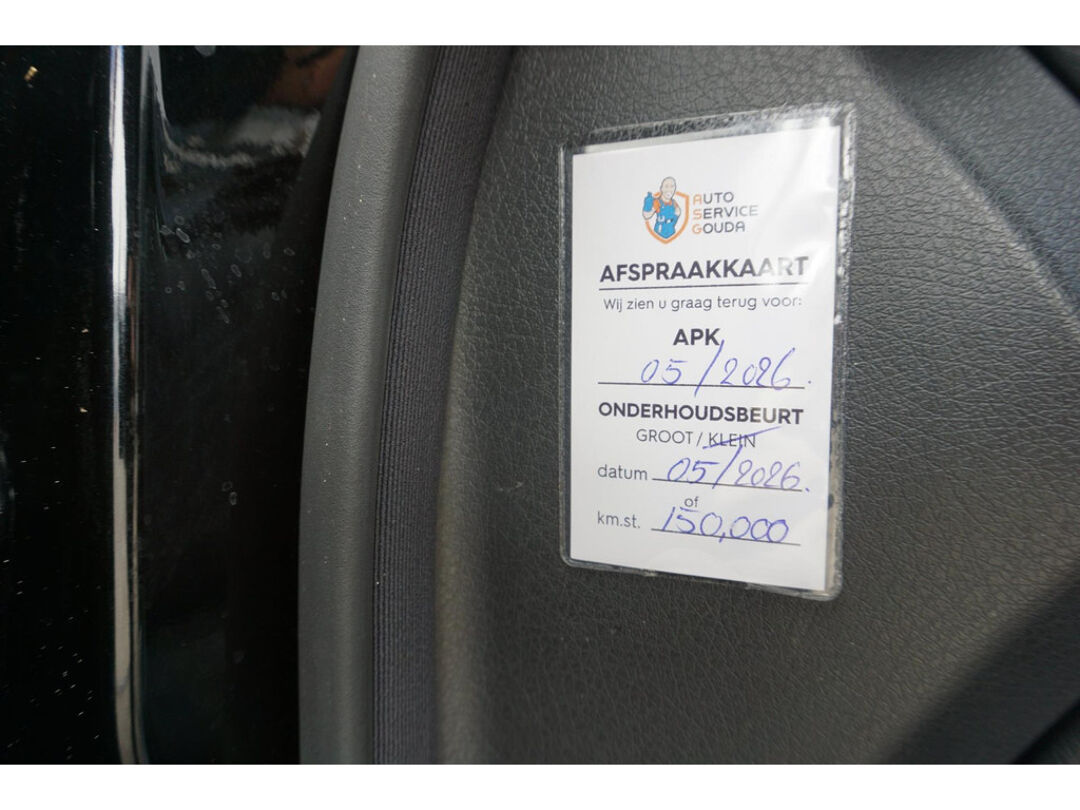 AUTO
SERVICE
GOUDA
AFSPRAAKKAART
Wij zien u graag terug voor:
APK
05/2026.
ONDERHOUDSBEURT
GROOT / KLEIN
datum 05/2026.
of
km.st. 150,000